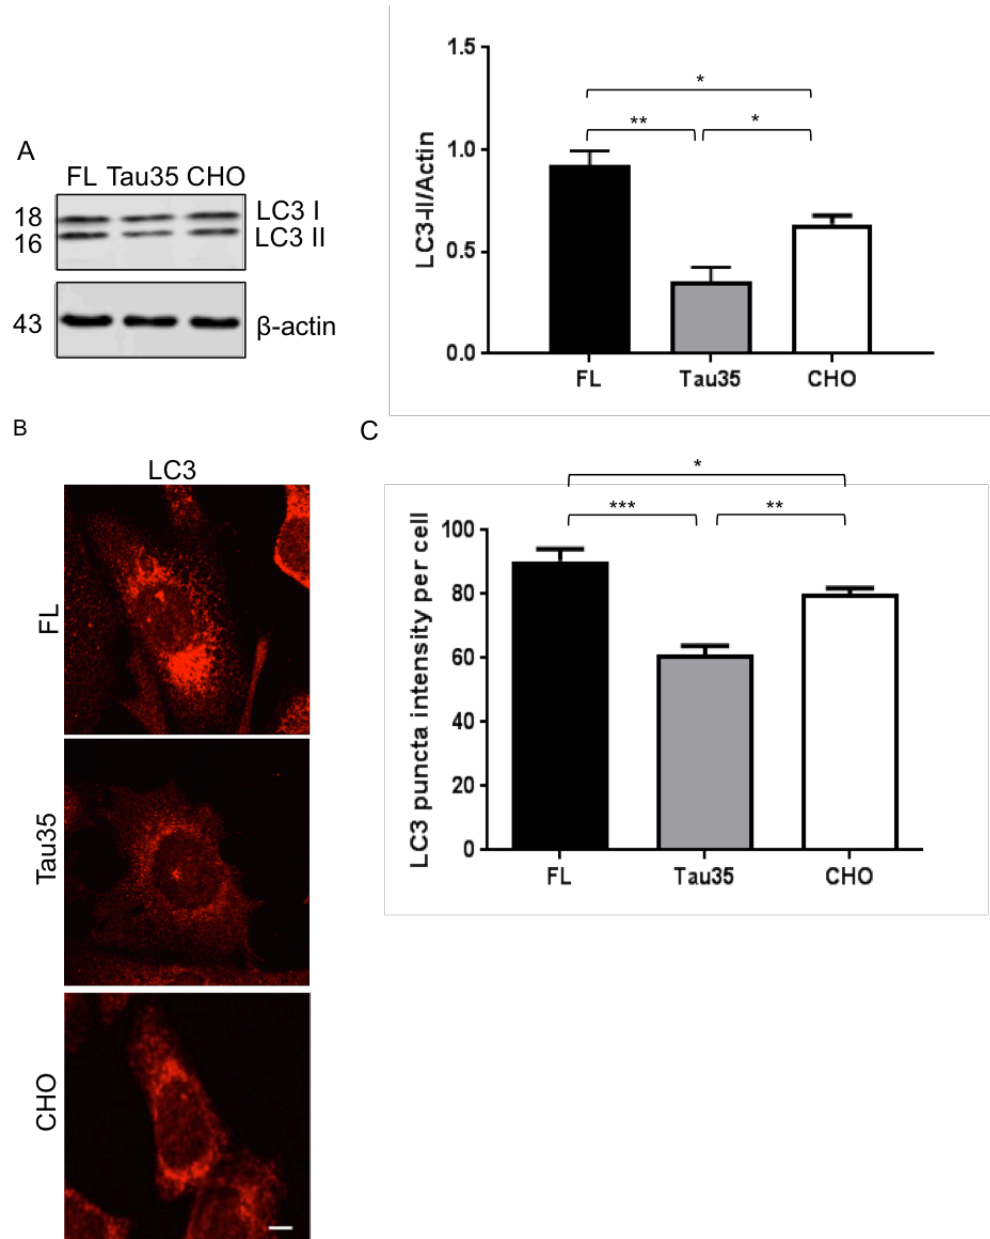 A
FL Tau35 CHO
18
16
LC3 I
LC3 II
43
β-actin
1.5
1.0
0.5
0.0
LC3-II/Actin
*
**
*
FL
Tau35
CHO
B
LC3
FL
Tau35
CHO
C
*
***
**
100
80
60
40
20
0
LC3 puncta intensity per cell
FL
Tau35
CHO